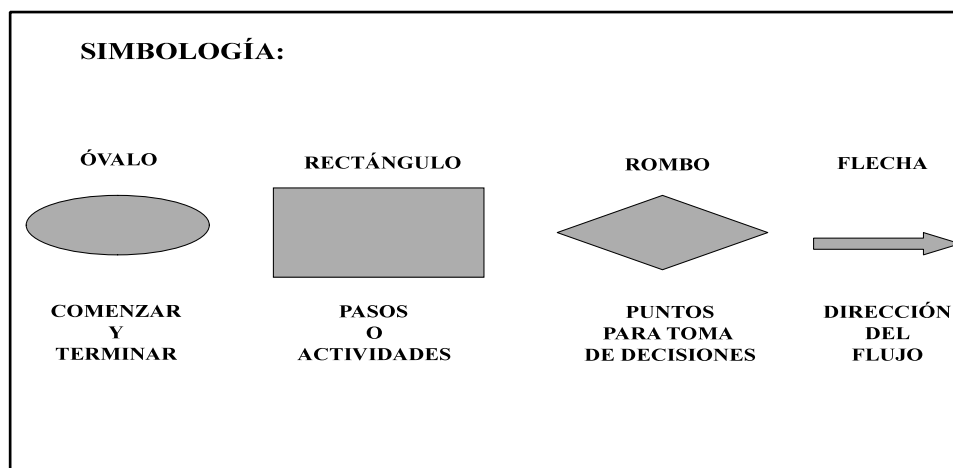 SIMBOLOGÍA:
ÓVALO
RECTÁNGULO
ROMBO
FLECHA
COMENZAR
Y
TERMINAR
PASOS
O
ACTIVIDADES
PUNTOS
PARA TOMA
DE DECISIONES
DIRECCIÓN
DEL
FLUJO